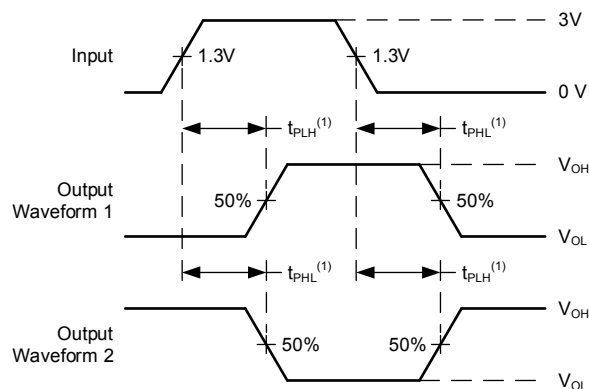 3V
Input
1.3V
1.3V
0 V
tPLH(1)
tPHL(1)
VOH
Output
Waveform 1
50%
50%
VOL
tPHL(1)
tPLH(1)
VOH
Output
Waveform 2
50%
50%
VOL